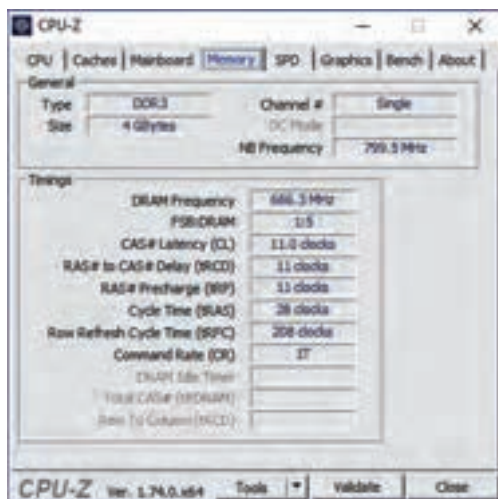 CPU-Z
CPU Caches Mainboard Memory SPD Graphics Bench About
General
Type DDR3 Channel # Single
Size 4 GBytes DC Mode
NB Frequency 799.5 MHz
Timings
DRAM Frequency MHz
FSB:DRAM 1:5
CAS# Latency (CL) 11.0 clocks
RAS# to CAS# Delay (tRCD) 11 clocks
RAS# Precharge (tRP) 11 clocks
Cycle Time (tRAS) 28 clocks
Row Refresh Cycle Time (tRFC) 208 clocks
Command Rate (CR) 1T
DRAM Idle Timer
Total CAS# (tRDRAM)
Row To Column (tRCD)
CPU-Z Ver. 1.74.0.x64 Tools Validate Close